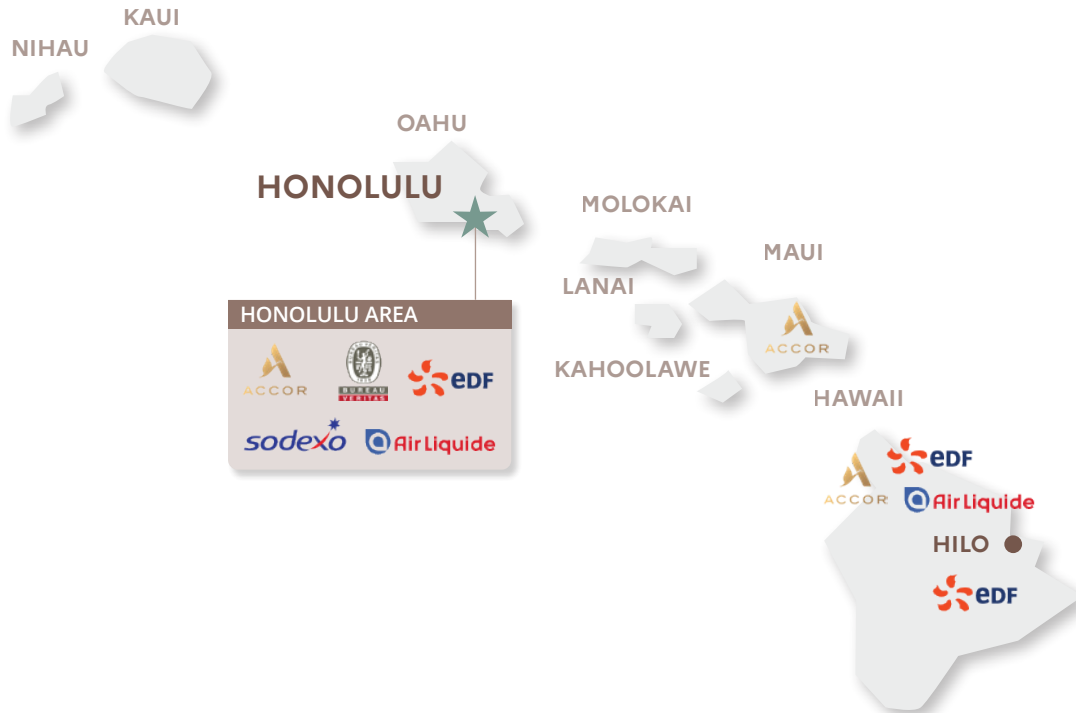 KAUI
NIHAU
OAHU
HONOLULU
MOLOKAI
MAUI
LANAI
HONOLULU AREA
ACCOR
BUREAU
VERITAS
eDF
sodexo
Air Liquide
ACCOR
KAHOOLAWE
HAWAII
eDF
ACCOR
Air Liquide
HILO
eDF